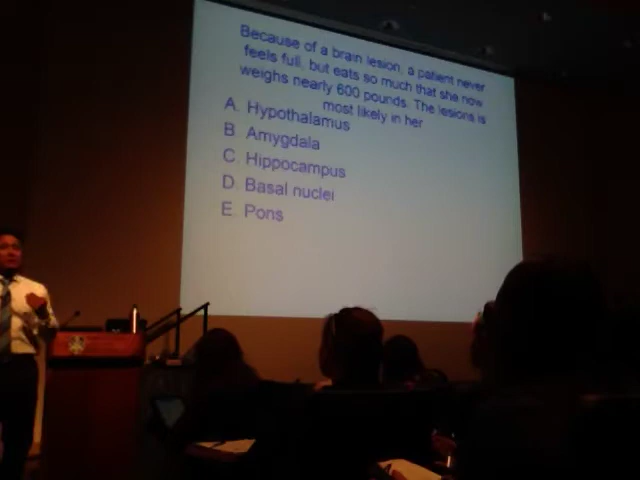 Because of a brain lesion, a patient never
feels full, but eats so much that she now
weighs nearly 600 pounds. The lesions is
most likely in her
A. Hypothalamus
B. Amygdala
C. Hippocampus
D. Basal nuclei
E. Pons